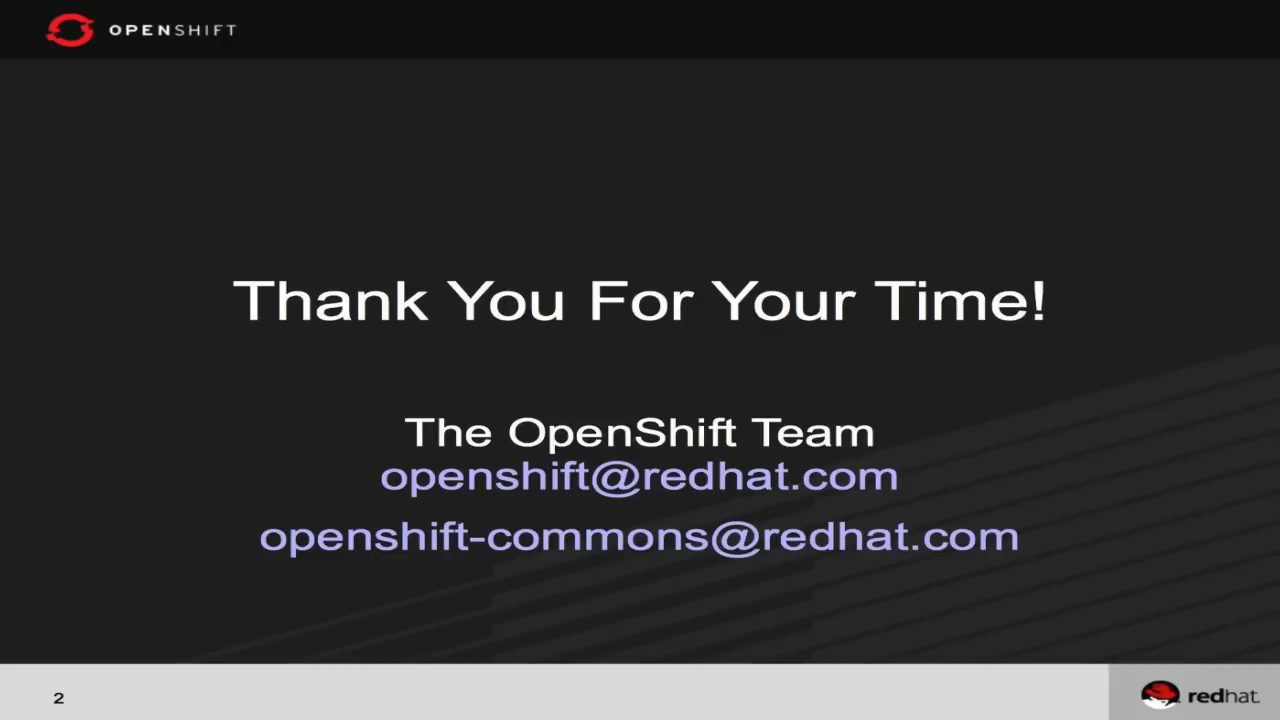 OPENSHIFT
Thank You For Your Time!
The OpenShift Team
openshift@redhat.com
openshift-commons@redhat.com
2
redhat.